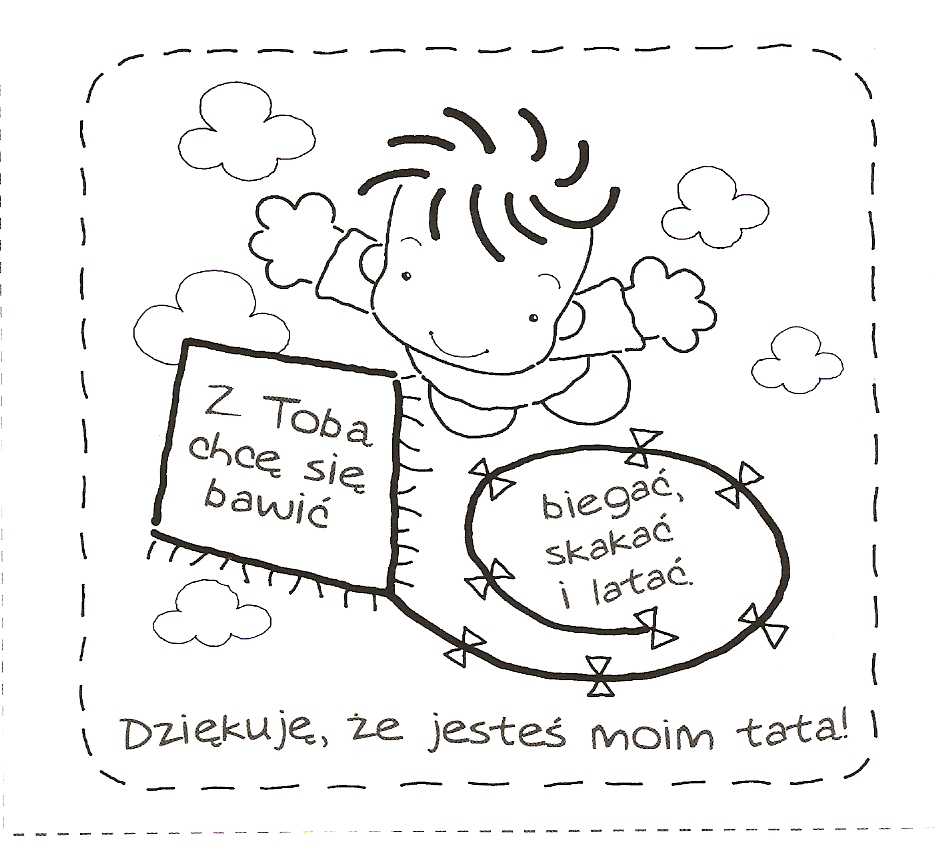 Z Tobą
chcę się
bawić
biegać,
skakać
i latać.
Dziękuję, że jesteś moim tatą!